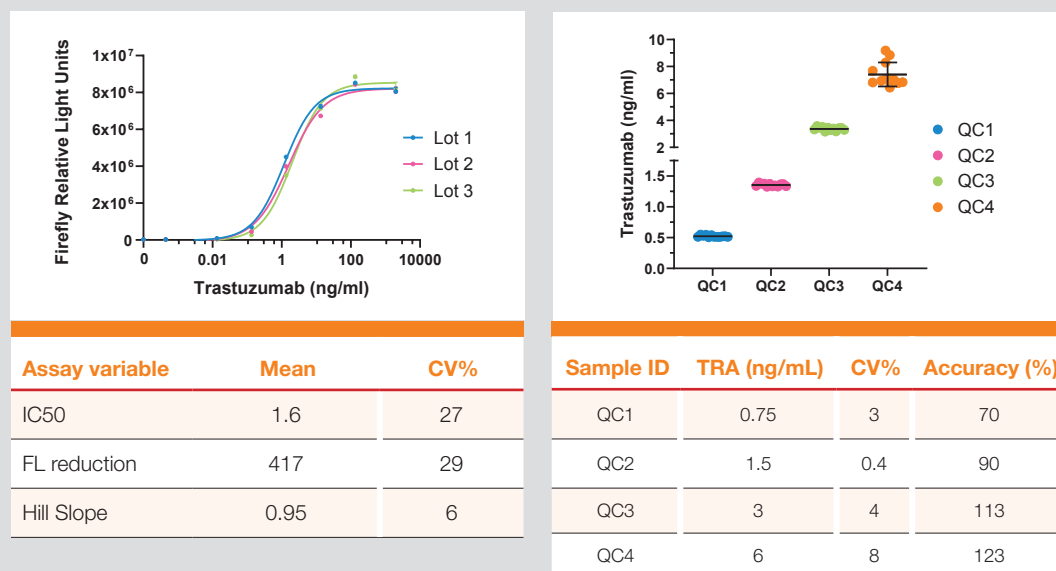 Firefly Relative Light Units
1x10⁷
8x10⁶
6x10⁶
4x10⁶
2x10⁶
0
0 0.01 1 100 10000
Trastuzumab (ng/ml)
Lot 1
Lot 2
Lot 3
Assay variable Mean CV%
IC50 1.6 27
FL reduction 417 29
Hill Slope 0.95 6
Trastuzumab (ng/ml)
10
8
6
4
2
1.5
1.0
0.5
0.0
QC1 QC2 QC3 QC4
QC1
QC2
QC3
QC4
Sample ID TRA (ng/mL) CV% Accuracy (%)
QC1 0.75 3 70
QC2 1.5 0.4 90
QC3 3 4 113
QC4 6 8 123